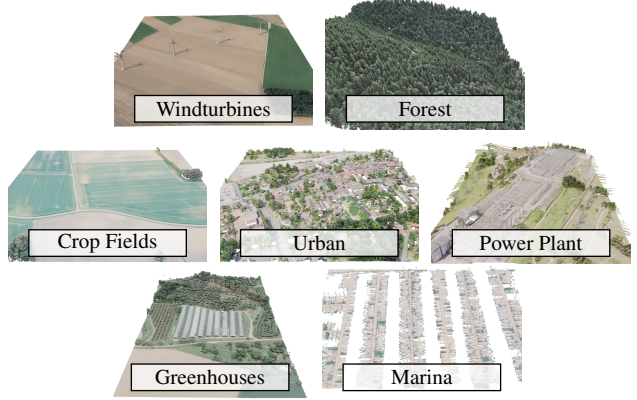 Windturbines
Forest
Crop Fields
Urban
Power Plant
Greenhouses
Marina